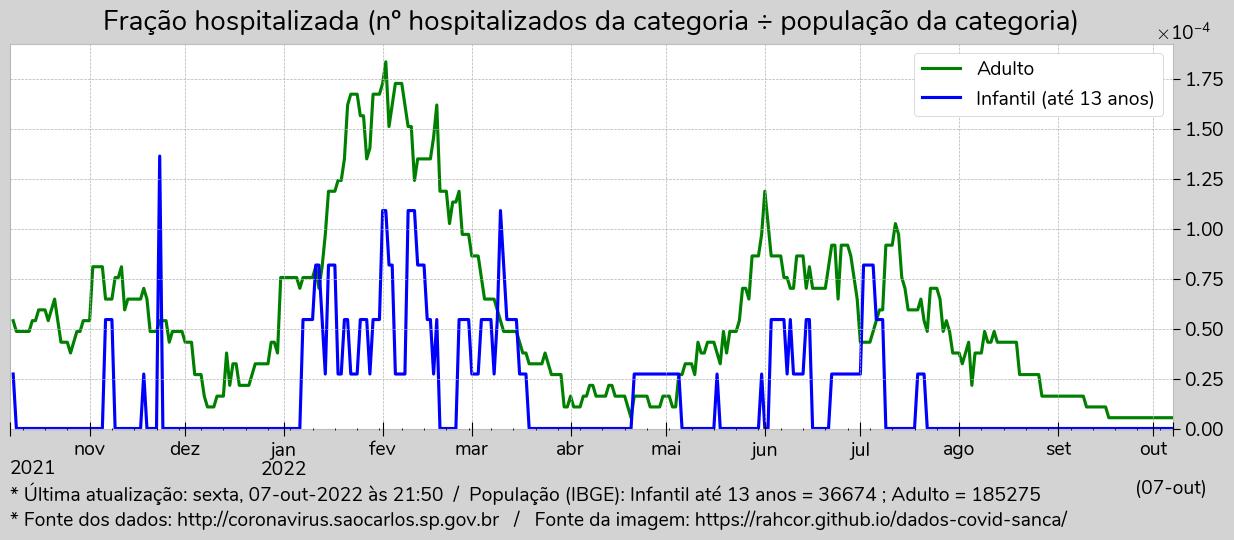 Fração hospitalizada (nº hospitalizados da categoria ÷ população da categoria)
×10⁻⁴
Adulto
Infantil (até 13 anos)
1.75
1.50
1.25
1.00
0.75
0.50
0.25
0.00
nov dez jan fev mar abr mai jun jul ago set out
2021 2022
(07-out)
* Última atualização: sexta, 07-out-2022 às 21:50 / População (IBGE): Infantil até 13 anos = 36674 ; Adulto = 185275
* Fonte dos dados: http://coronavirus.saocarlos.sp.gov.br / Fonte da imagem: https://rahcor.github.io/dados-covid-sanca/